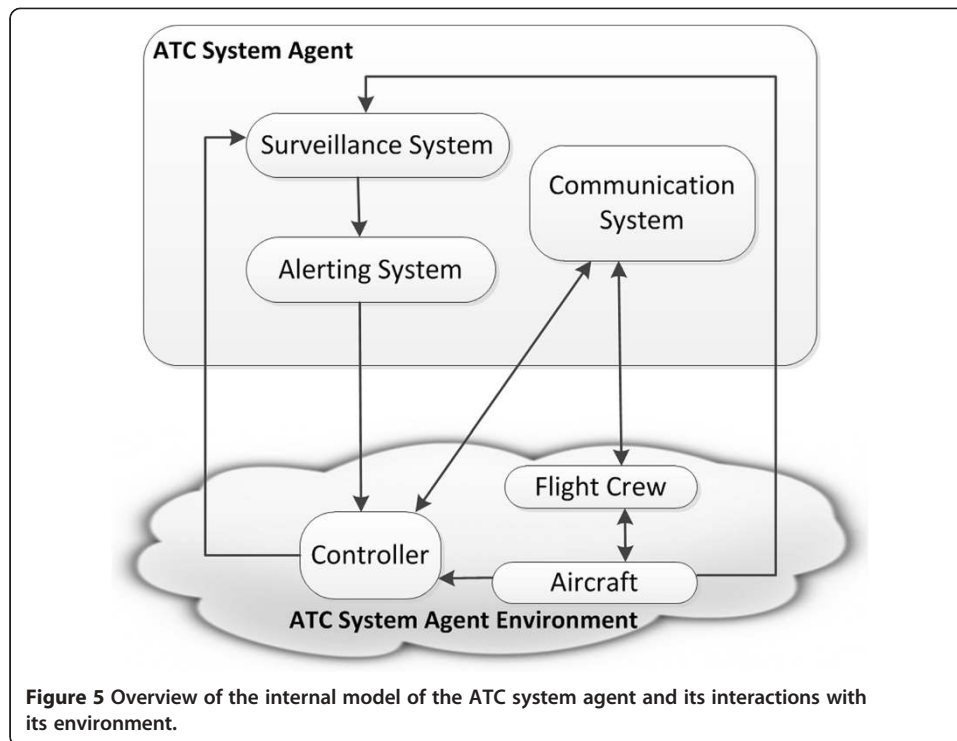 ATC System Agent
Surveillance System
Communication
System
Alerting System
Flight Crew
Controller
Aircraft
ATC System Agent Environment
Figure 5 Overview of the internal model of the ATC system agent and its interactions with
its environment.